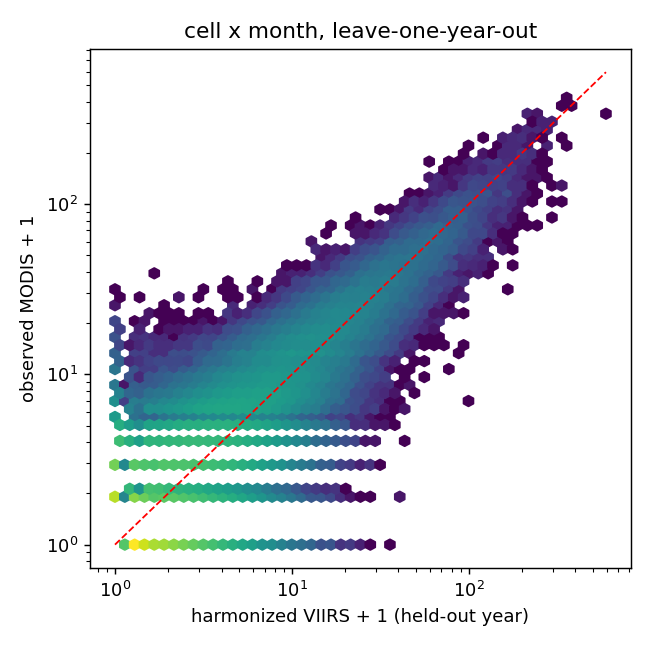 cell x month, leave-one-year-out
observed MODIS + 1
10²
10¹
10⁰
10⁰ 10¹ 10²
harmonized VIIRS + 1 (held-out year)